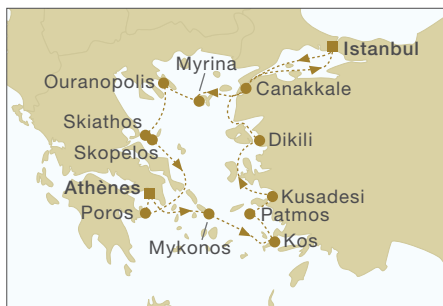 Istanbul
Myrina
Ouranopolis
Canakkale
Skiathos
Skopelos
Dikili
Athènes
Poros
Kusadesi
Patmos
Mykonos
Kos